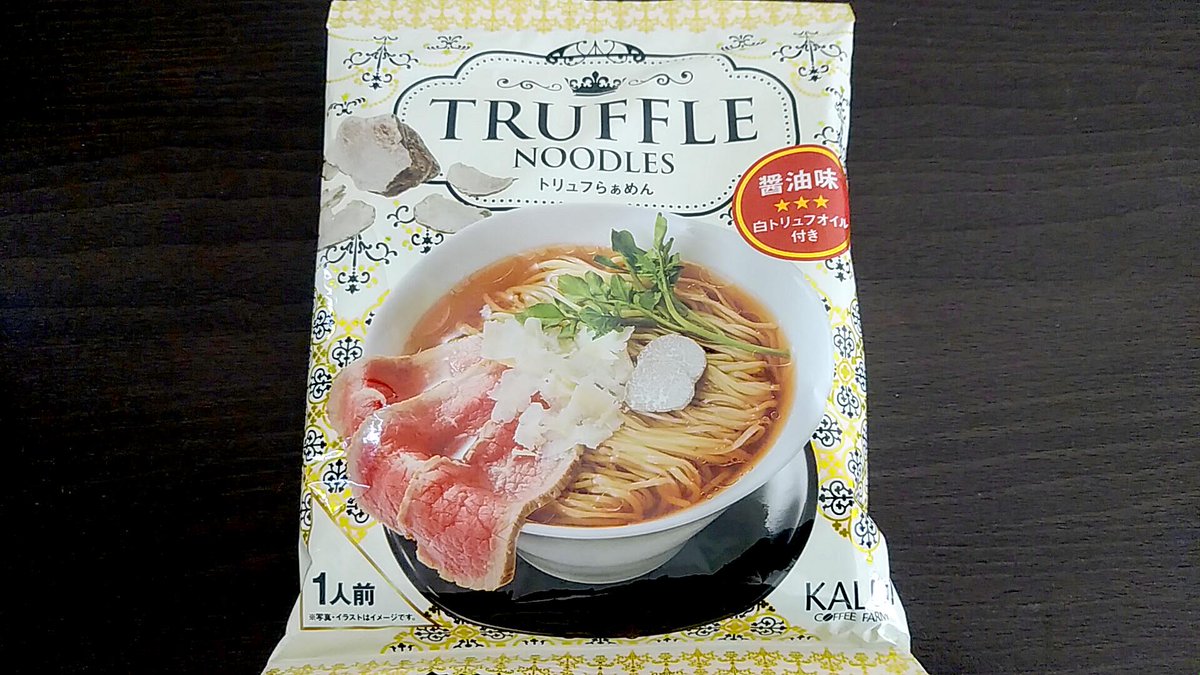 TRUFFLE
NOODLES
トリュフらぁめん
醤油味
白トリュフオイル
付き
1人前
※写真・イラストはイメージです。
COFFEE